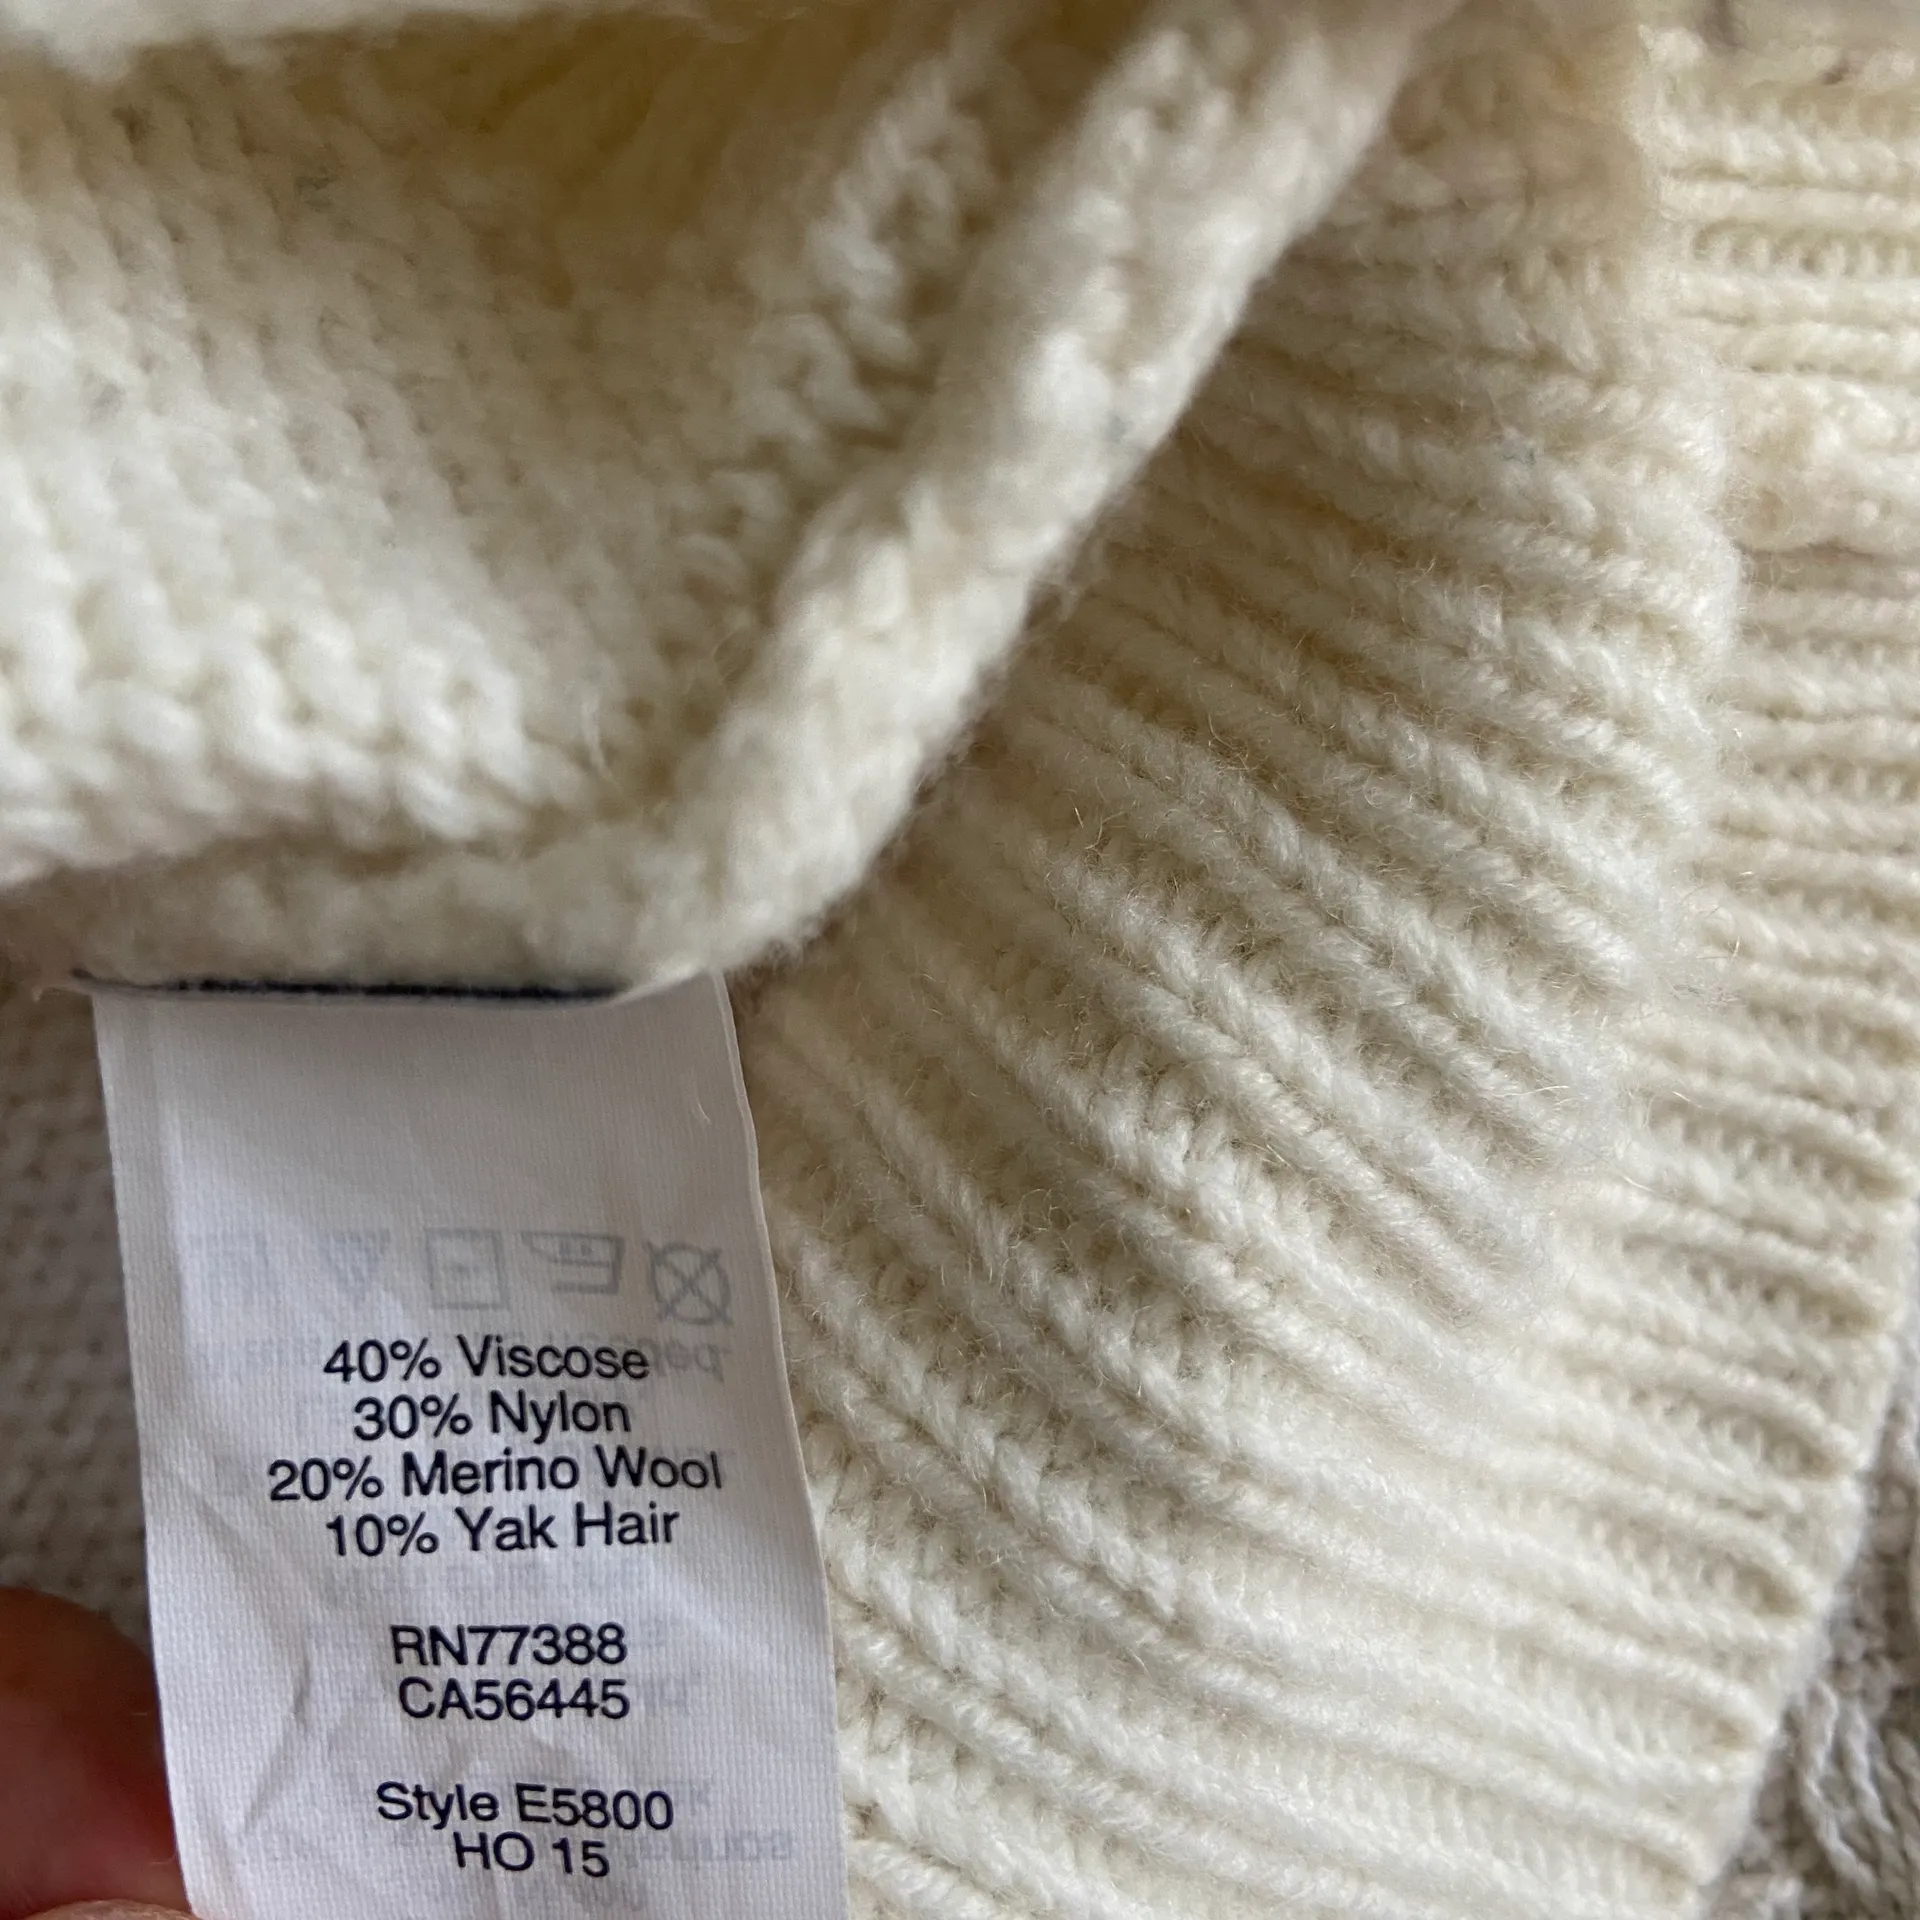 40% Viscose
30% Nylon
20% Merino Wool
10% Yak Hair
RN77388
CA56445
Style E5800
HO 15